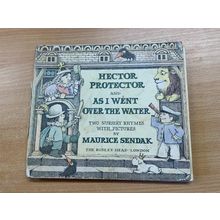 HECTOR
PROTECTOR
AND
AS I WENT
OVER THE WATER
TWO NURSERY RHYMES
WITH PICTURES
BY
MAURICE SENDAK
THE BODLEY HEAD · LONDON